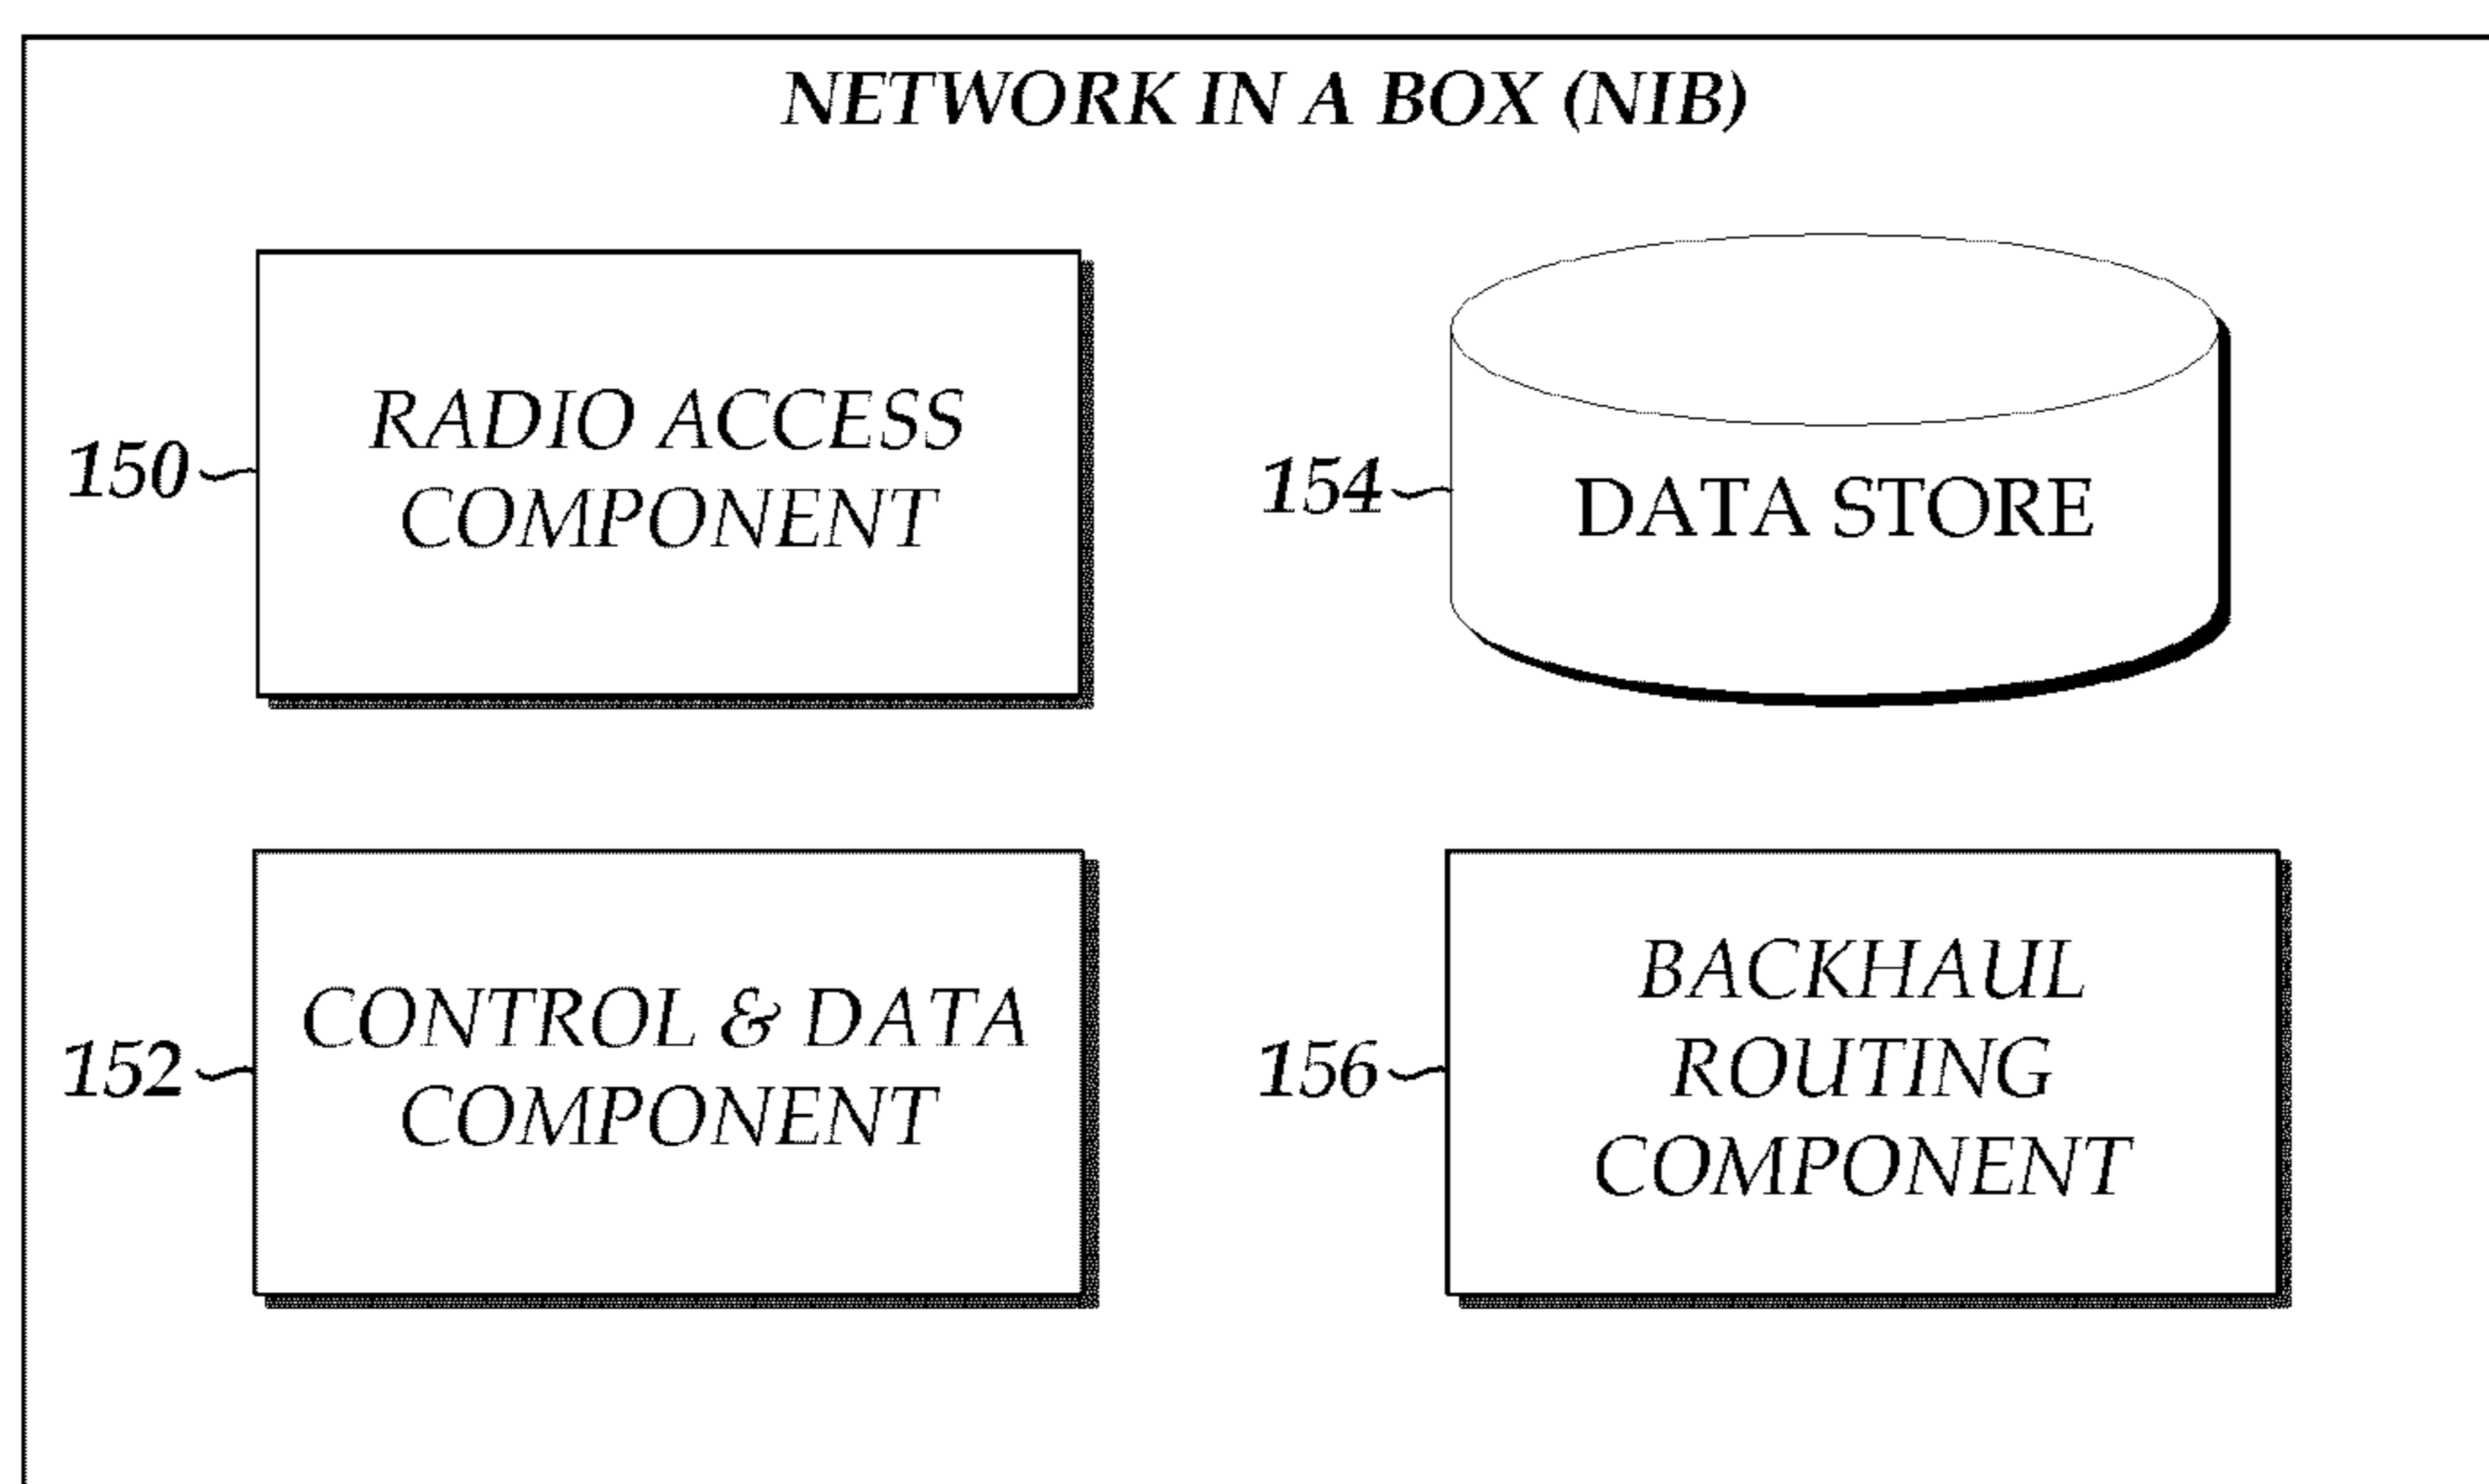 NETWORK IN A BOX (NIB)
150
RADIO ACCESS
COMPONENT
154
DATA STORE
152
CONTROL & DATA
COMPONENT
156
BACKHAUL
ROUTING
COMPONENT